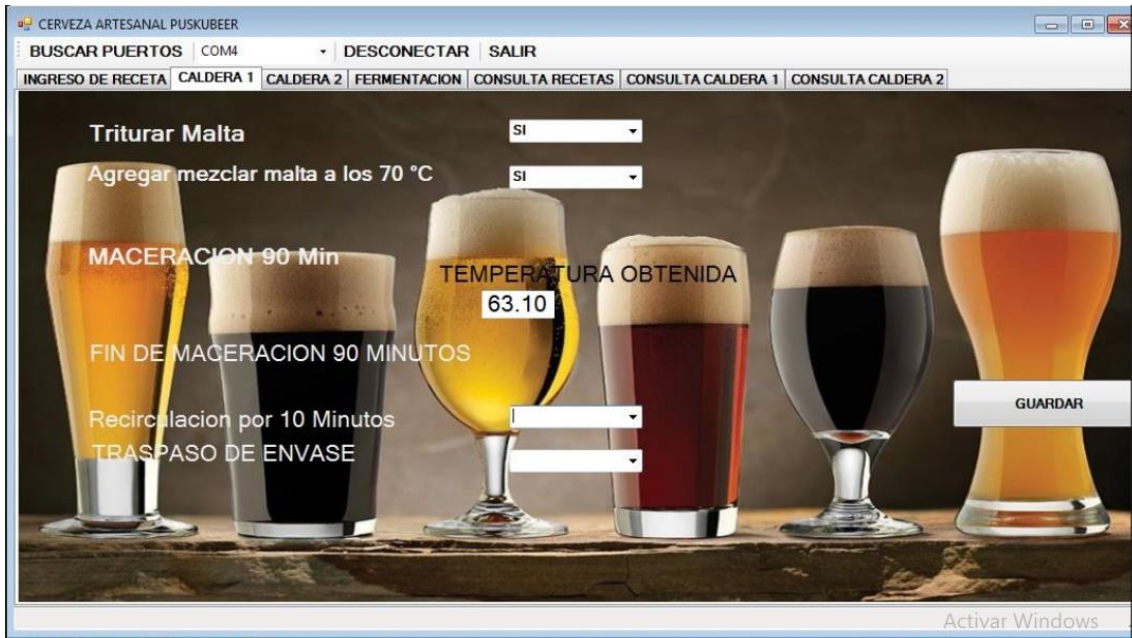 CERVEZA ARTESANAL PUSKUBEER
BUSCAR PUERTOS COM4 DESCONECTAR SALIR
INGRESO DE RECETA CALDERA 1 CALDERA 2 FERMENTACION CONSULTA RECETAS CONSULTA CALDERA 1 CONSULTA CALDERA 2
Triturar Malta SI
Agregar mezclar malta a los 70 °C SI
MACERACION 90 Min
TEMPERATURA OBTENIDA
63.10
FIN DE MACERACION 90 MINUTOS
GUARDAR
Recirculacion por 10 Minutos
TRASPASO DE ENVASE
Activar Windows